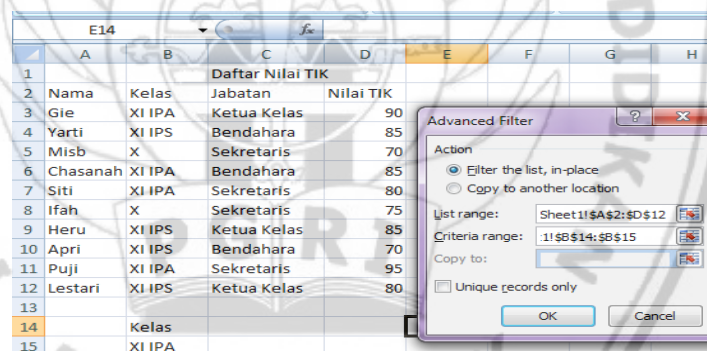 E14 fx
A B C D E F G H
1 Daftar Nilai TIK
2 Nama Kelas Jabatan Nilai TIK
3 Gie XI IPA Ketua Kelas 90
4 Yarti XI IPS Bendahara 85
5 Misb X Sekretaris 70
6 Chasanah XI IPA Bendahara 85
7 Siti XI IPA Sekretaris 80
8 Ifah X Sekretaris 75
9 Heru XI IPS Ketua Kelas 85
10 Apri XI IPS Bendahara 70
11 Puji XI IPA Sekretaris 95
12 Lestari XI IPS Ketua Kelas 80
13
14 Kelas
15 XI IPA
Advanced Filter
Action
Filter the list, in-place
Copy to another location
List range: Sheet1!$A$2:$D$12
Criteria range: 1!$B$14:$B$15
Copy to:
Unique records only
OK Cancel
PGRI
DIDIK